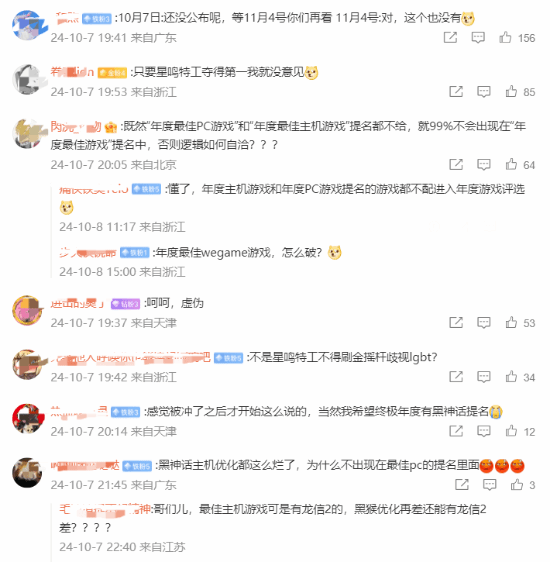 铁粉3 :10月7日:还没公布呢，等11月4号你们再看 11月4号:对，这个也没有
24-10-7 19:41 来自广东
156
金粉4 :只要星鸣特工夺得第一我就没意见
24-10-7 19:53 来自浙江
85
:既然“年度最佳PC游戏”和“年度最佳主机游戏”提名都不给，就99%不会出现在“年
度最佳游戏”提名中，否则逻辑如何自洽？？？
24-10-7 20:05 来自北京
64
铁粉5 :懂了，年度主机游戏和年度PC游戏提名的游戏都不配进入年度游戏评选
24-10-8 11:17 来自浙江
铁粉1 :年度最佳wegame游戏，怎么破？
24-10-8 15:00 来自浙江
钻粉3 :呵呵，虚伪
24-10-7 19:37 来自天津
53
铁粉5 :不是星鸣特工不得刷金摇杆歧视lgbt?
24-10-7 19:42 来自浙江
34
铁粉3 :感觉被冲了之后才开始这么说的，当然我希望终极年度有黑神话提名
24-10-7 20:14 来自天津
12
铁粉5 :黑神话主机优化都这么烂了，为什么不出现在最佳pc的提名里面
24-10-7 21:45 来自广东
3
:哥们儿，最佳主机游戏可是有龙信2的，黑猴优化再差还能有龙信2
差？？？？
24-10-7 22:40 来自江苏